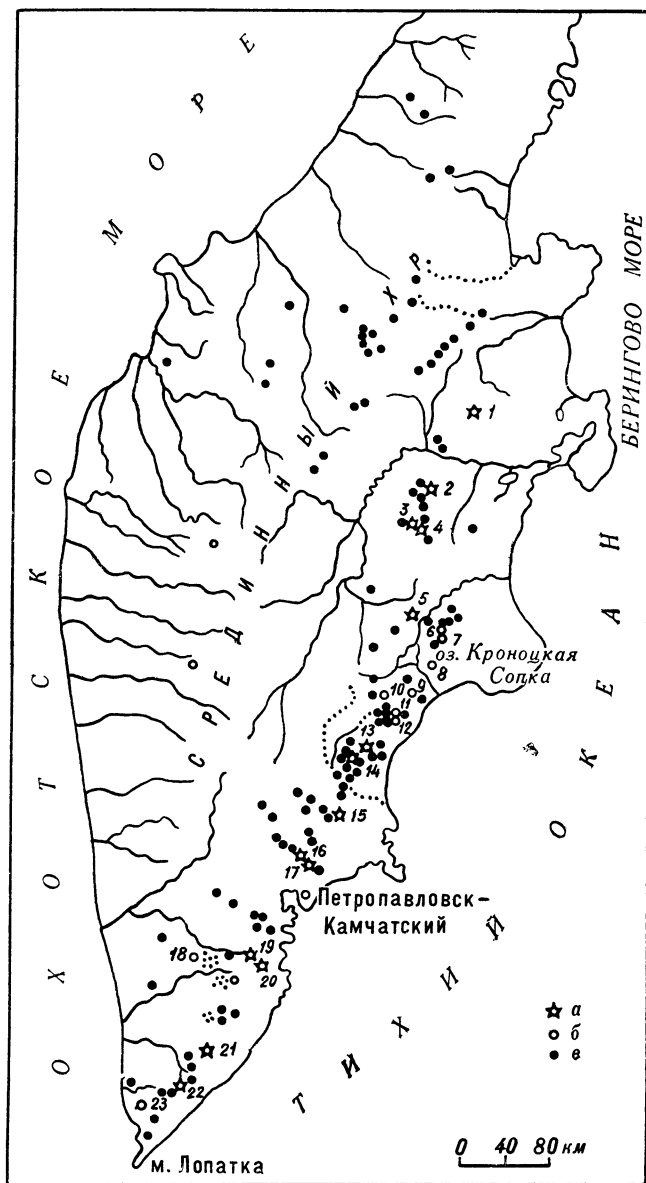 ОХОТСКОЕ МОРЕ
СРЕДИННЫЙ ХР
БЕРИНГОВО МОРЕ
1
2
3
4
5
6
7
оз. Кроноцкая
Сопка
8
9
10
11
12
13
14
15
16
17
Петропавловск-
Камчатский
18
19
20
21
22
23
ТИХИЙ ОКЕАН
а
б
в
0 40 80 км
м. Лопатка